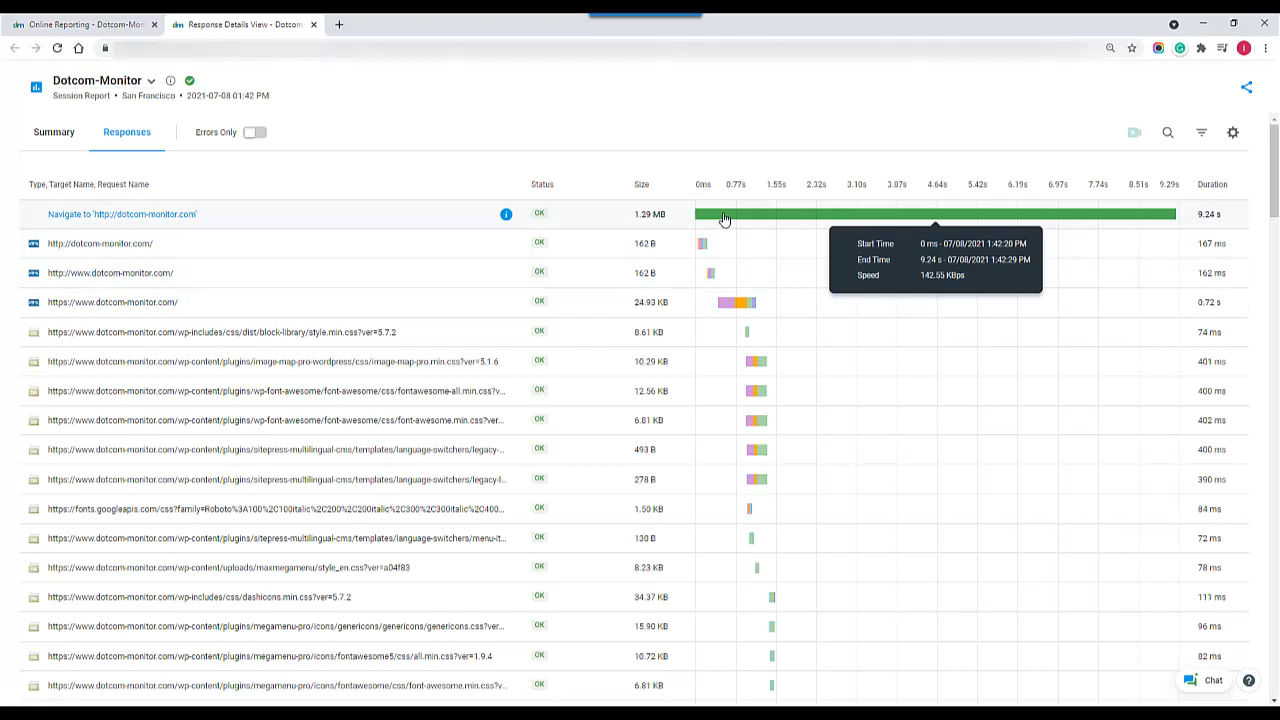 Online Reporting - Dotcom-Mon
Response Details View - Dotcom-
Dotcom-Monitor
Session Report • San Francisco • 2021-07-08 01:42 PM
Summary Responses Errors Only
Type, Target Name, Request Name Status Size 0ms 0.77s 1.55s 2.32s 3.10s 3.87s 4.64s 5.42s 6.19s 6.97s 7.74s 8.51s 9.29s Duration
Navigate to 'http://dotcom-monitor.com' OK 1.29 MB 9.24 s
http://dotcom-monitor.com/ OK 162 B 167 ms
Start Time 0 ms - 07/08/2021 1:42:20 PM
End Time 9.24 s - 07/08/2021 1:42:29 PM
Speed 142.55 KBps
http://www.dotcom-monitor.com/ OK 162 B 162 ms
https://www.dotcom-monitor.com/ OK 24.93 KB 0.72 s
https://www.dotcom-monitor.com/wp-includes/css/dist/block-library/style.min.css?ver=5.7.2 OK 8.61 KB 74 ms
https://www.dotcom-monitor.com/wp-content/plugins/image-map-pro-wordpress/css/image-map-pro.min.css?ver=5.1.6 OK 10.29 KB 401 ms
https://www.dotcom-monitor.com/wp-content/plugins/wp-font-awesome/font-awesome/css/fontawesome-all.min.css?v... OK 12.56 KB 400 ms
https://www.dotcom-monitor.com/wp-content/plugins/wp-font-awesome/font-awesome/css/fontawesome.min.css?ver... OK 6.81 KB 402 ms
https://www.dotcom-monitor.com/wp-content/plugins/sitepress-multilingual-cms/templates/language-switchers/legacy-... OK 493 B 400 ms
https://www.dotcom-monitor.com/wp-content/plugins/sitepress-multilingual-cms/templates/language-switchers/legacy-l... OK 278 B 390 ms
https://fonts.googleapis.com/css?family=Roboto%3A100%2C100italic%2C200%2C200italic%2C300%2C300italic%2C400... OK 1.50 KB 84 ms
https://www.dotcom-monitor.com/wp-content/plugins/sitepress-multilingual-cms/templates/language-switchers/menu-it... OK 130 B 72 ms
https://www.dotcom-monitor.com/wp-content/uploads/maxmegamenu/style_en.css?ver=a04f83 OK 8.23 KB 78 ms
https://www.dotcom-monitor.com/wp-includes/css/dashicons.min.css?ver=5.7.2 OK 34.37 KB 111 ms
https://www.dotcom-monitor.com/wp-content/plugins/megamenu-pro/icons/genericons/genericons/genericons.css?ver... OK 15.90 KB 96 ms
https://www.dotcom-monitor.com/wp-content/plugins/megamenu-pro/icons/fontawesome5/css/all.min.css?ver=1.9.4 OK 10.72 KB 82 ms
https://www.dotcom-monitor.com/wp-content/plugins/megamenu-pro/icons/fontawesome/css/font-awesome.min.css?v... OK 6.81 KB 85 ms
Chat